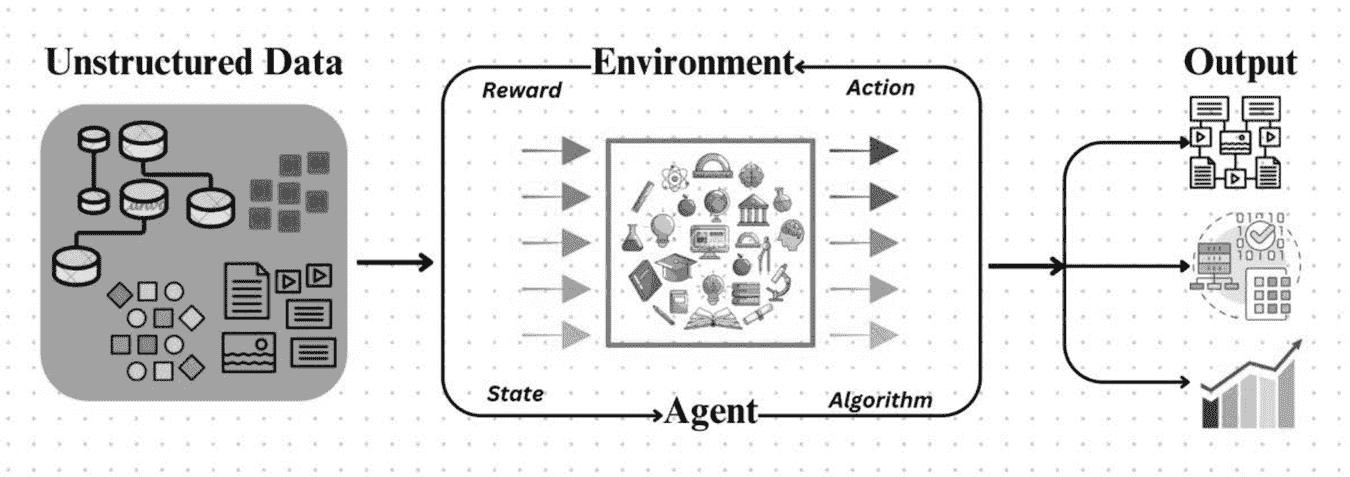 Unstructured Data
Environment
Output
Reward
Action
State
Agent
Algorithm